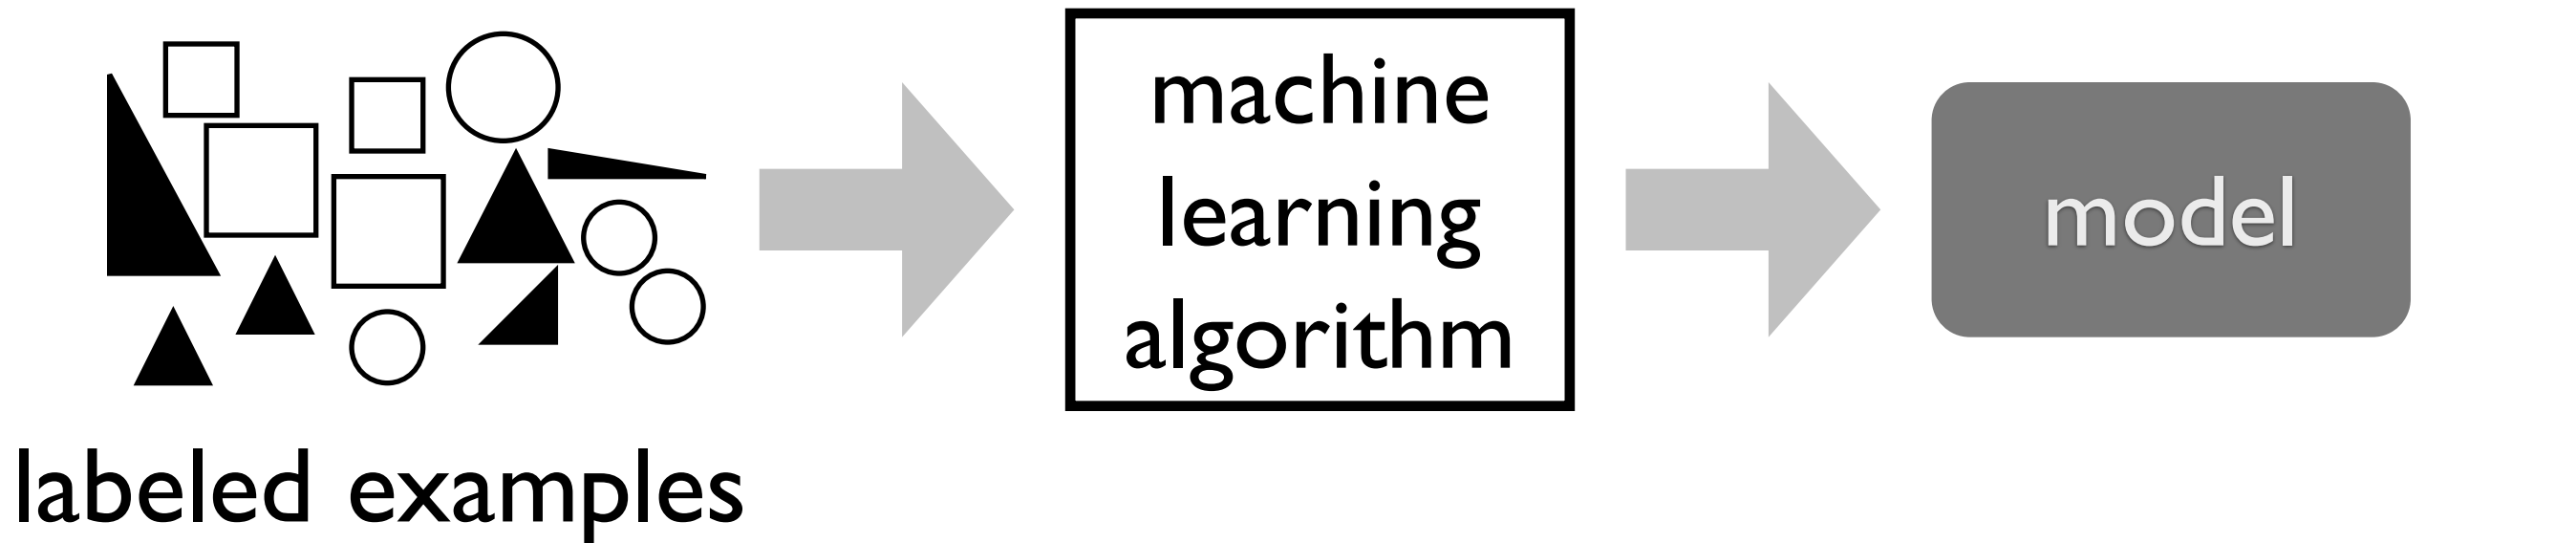 machine
learning
algorithm
model
labeled examples